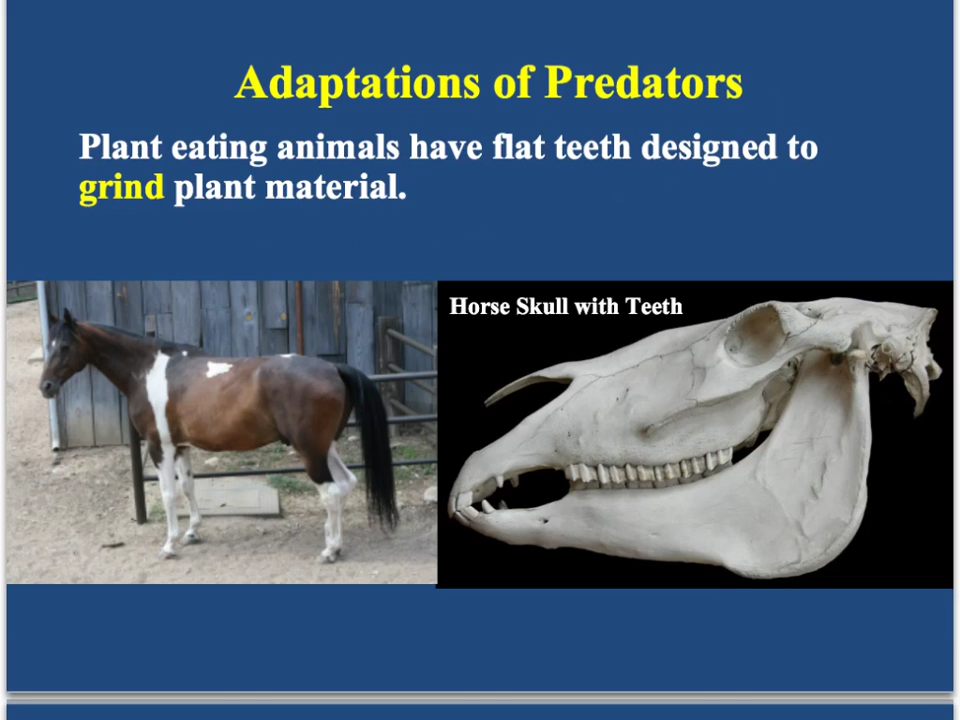 Adaptations of Predators
Plant eating animals have flat teeth designed to
grind plant material.
Horse Skull with Teeth